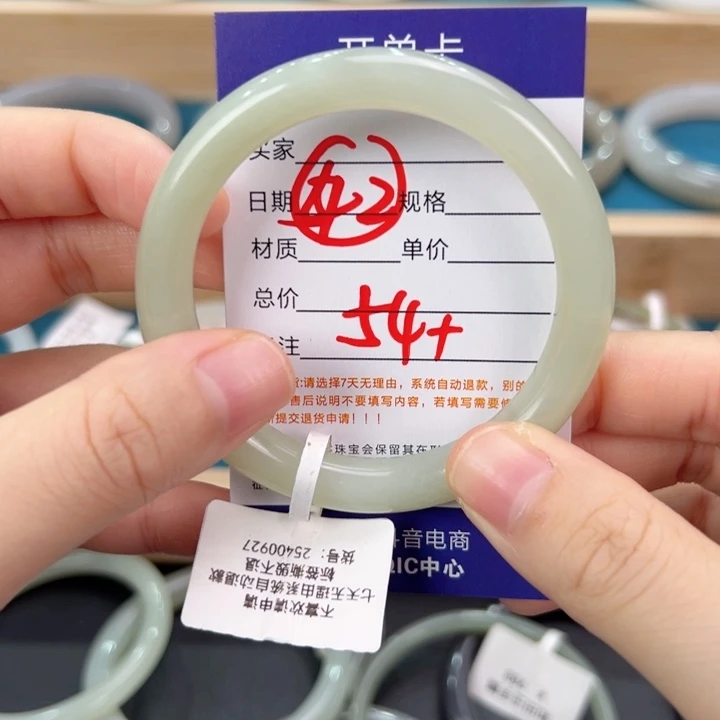 开单卡
买家
日期 规格
材质 单价
总价
54+
注
请选择7天无理由，系统自动退款，别的
售后说明不要填写内容，若填写需要修
提交退货申请！！！
珠宝会保留其在
音电商
QIC中心
不喜欢请申请
七天无理由系统自动退款
标签撕毁不退
货号：25400927